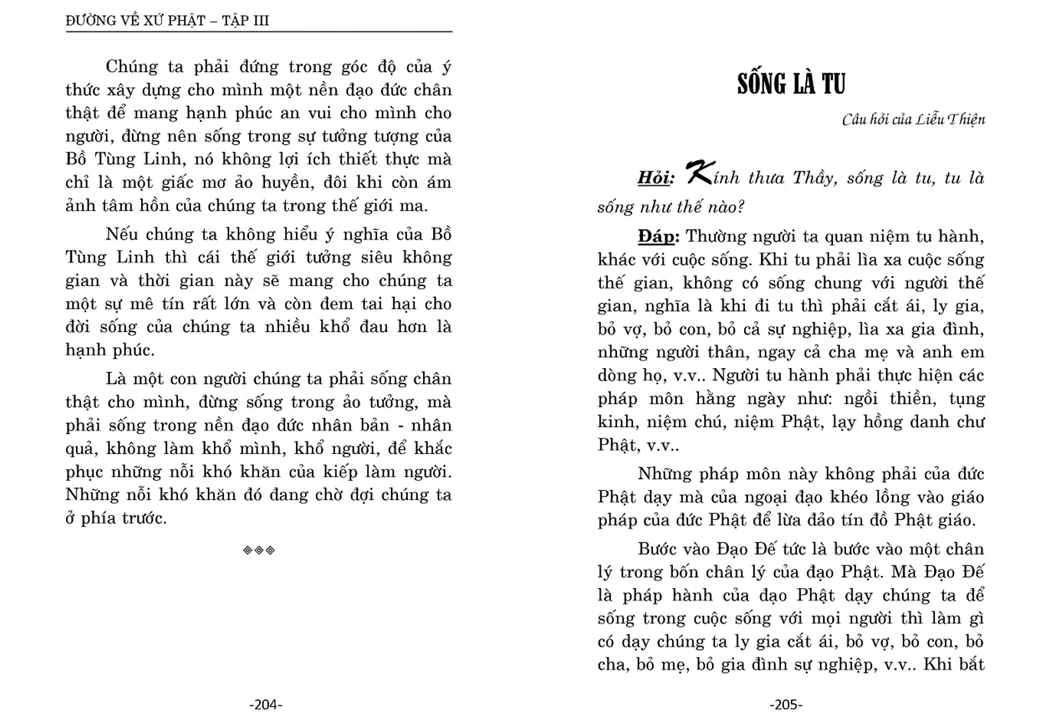 ĐƯỜNG VỀ XỨ PHẬT – TẬP III
Chúng ta phải đứng trong góc độ của ý
thức xây dựng cho mình một nền đạo đức chân
thật để mang hạnh phúc an vui cho mình cho
người, đừng nên sống trong sự tưởng tượng của
Bồ Tùng Linh, nó không lợi ích thiết thực mà
chỉ là một giấc mơ ảo huyền, đôi khi còn ám
ảnh tâm hồn của chúng ta trong thế giới ma.
Nếu chúng ta không hiểu ý nghĩa của Bồ
Tùng Linh thì cái thế giới tưởng siêu không
gian và thời gian này sẽ mang cho chúng ta
một sự mê tín rất lớn và còn đem tai hại cho
đời sống của chúng ta nhiều khổ đau hơn là
hạnh phúc.
Là một con người chúng ta phải sống chân
thật cho mình, đừng sống trong ảo tưởng, mà
phải sống trong nền đạo đức nhân bản - nhân
quả, không làm khổ mình, khổ người, để khắc
phục những nỗi khó khăn của kiếp làm người.
Những nỗi khó khăn đó đang chờ đợi chúng ta
ở phía trước.
-204-
SỐNG LÀ TU
Câu hỏi của Liễu Thiện
Hỏi: Kính thưa Thầy, sống là tu, tu là
sống như thế nào?
Đáp: Thường người ta quan niệm tu hành,
khác với cuộc sống. Khi tu phải lìa xa cuộc sống
thế gian, không có sống chung với người thế
gian, nghĩa là khi đi tu thì phải cắt ái, ly gia,
bỏ vợ, bỏ con, bỏ cả sự nghiệp, lìa xa gia đình,
những người thân, ngay cả cha mẹ và anh em
dòng họ, v.v.. Người tu hành phải thực hiện các
pháp môn hằng ngày như: ngồi thiền, tụng
kinh, niệm chú, niệm Phật, lạy hồng danh chư
Phật, v.v..
Những pháp môn này không phải của đức
Phật dạy mà của ngoại đạo khéo lồng vào giáo
pháp của đức Phật để lừa đảo tín đồ Phật giáo.
Bước vào Đạo Đế tức là bước vào một chân
lý trong bốn chân lý của đạo Phật. Mà Đạo Đế
là pháp hành của đạo Phật dạy chúng ta để
sống trong cuộc sống với mọi người thì làm gì
có dạy chúng ta ly gia cắt ái, bỏ vợ, bỏ con, bỏ
cha, bỏ mẹ, bỏ gia đình sự nghiệp, v.v.. Khi bắt
-205-